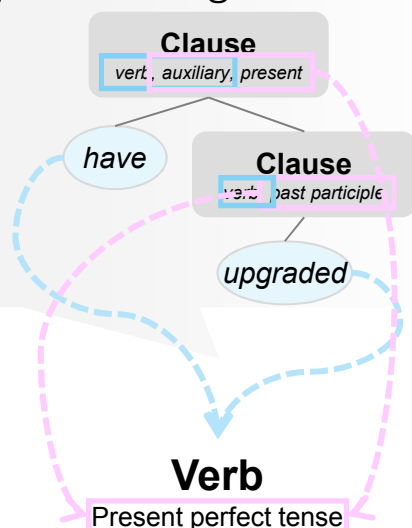 Clause
verb, auxiliary, present
have
Clause
verb past participle
upgraded
Verb
Present perfect tense